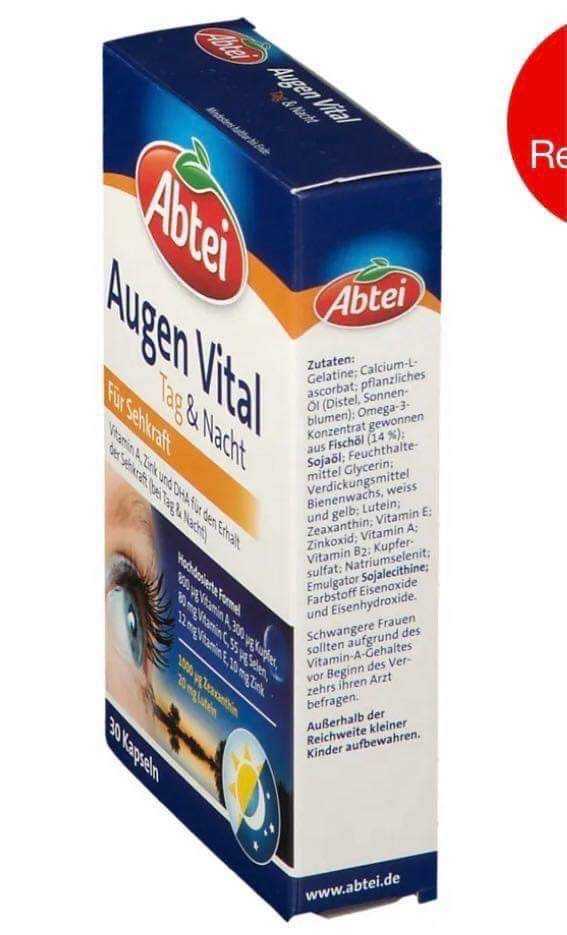 Abtei
Augen Vital
Tag & Nacht
Mindestens haltbar bis Ende:
Abtei
Augen Vital
Tag & Nacht
Für Sehkraft
Vitamin A, Zink und DHA für den Erhalt
der Sehkraft (bei Tag & Nacht)
Hochdosierte Formel
800 µg Vitamin A, 300 µg Kupfer,
80 mg Vitamin C, 55 µg Selen,
12 mg Vitamin E, 10 mg Zink
1000 µg Zeaxanthin
20 mg Lutein
30 Kapseln
Abtei
Zutaten:
Gelatine; Calcium-L-
ascorbat; pflanzliches
Öl (Distel, Sonnen-
blumen); Omega-3-
Konzentrat gewonnen
aus Fischöl (14 %);
Sojaöl; Feuchthalte-
mittel Glycerin;
Verdickungsmittel
Bienenwachs, weiss
und gelb; Lutein;
Zeaxanthin; Vitamin E;
Zinkoxid; Vitamin A;
Vitamin B2; Kupfer-
sulfat; Natriumselenit;
Emulgator Sojalecithine;
Farbstoff Eisenoxide
und Eisenhydroxide.
Schwangere Frauen
sollten aufgrund des
Vitamin-A-Gehaltes
vor Beginn des Ver-
zehrs ihren Arzt
befragen.
Außerhalb der
Reichweite kleiner
Kinder aufbewahren.
www.abtei.de
Re